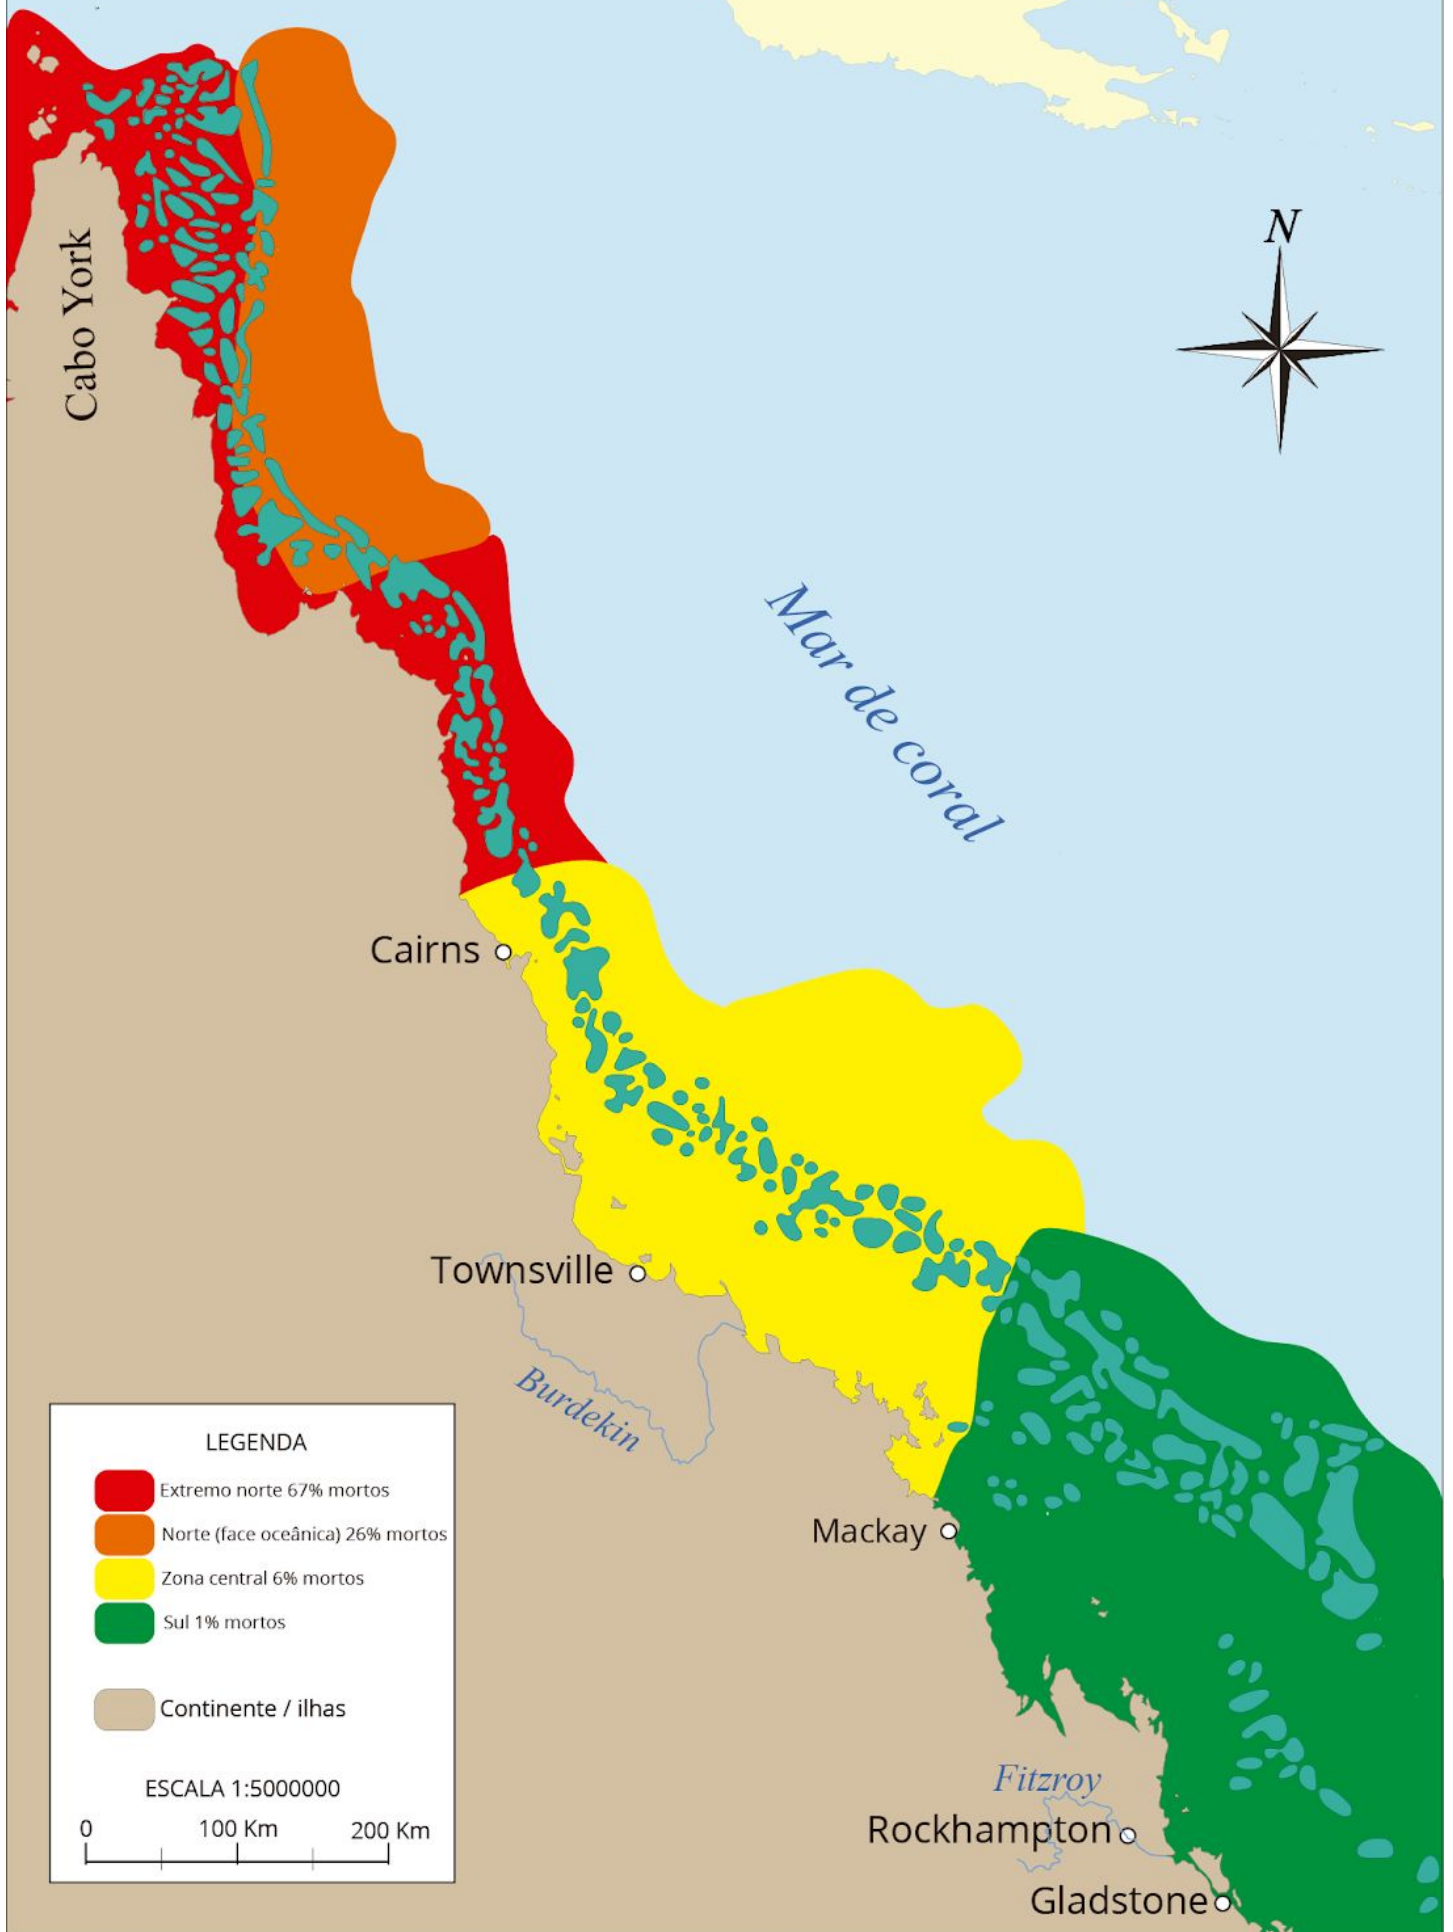 N
Cabo York
Mar de coral
Cairns
Townsville
Burdekin
Mackay
Fitzroy
Rockhampton
Gladstone
LEGENDA
Extremo norte 67% mortos
Norte (face oceânica) 26% mortos
Zona central 6% mortos
Sul 1% mortos
Continente / ilhas
ESCALA 1:5000000
0 100 Km 200 Km